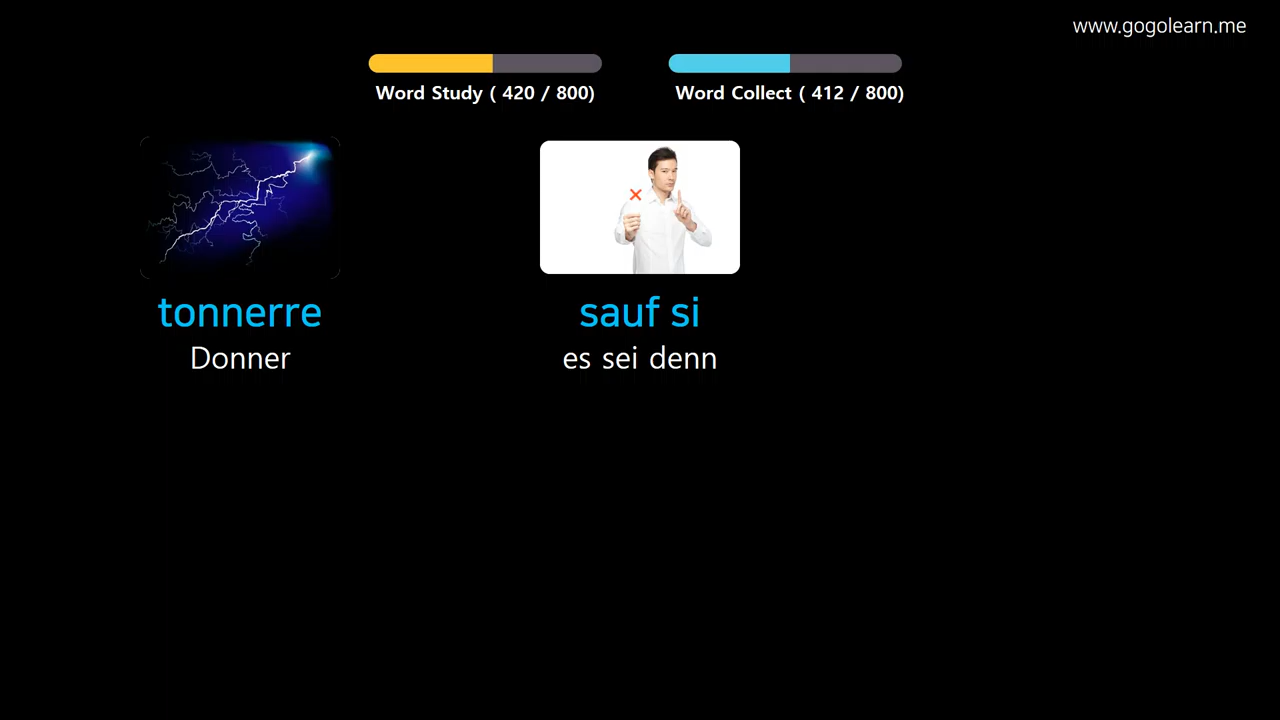 www.gogolearn.me
Word Study ( 420 / 800)
Word Collect ( 412 / 800)
tonnerre
Donner
sauf si
es sei denn